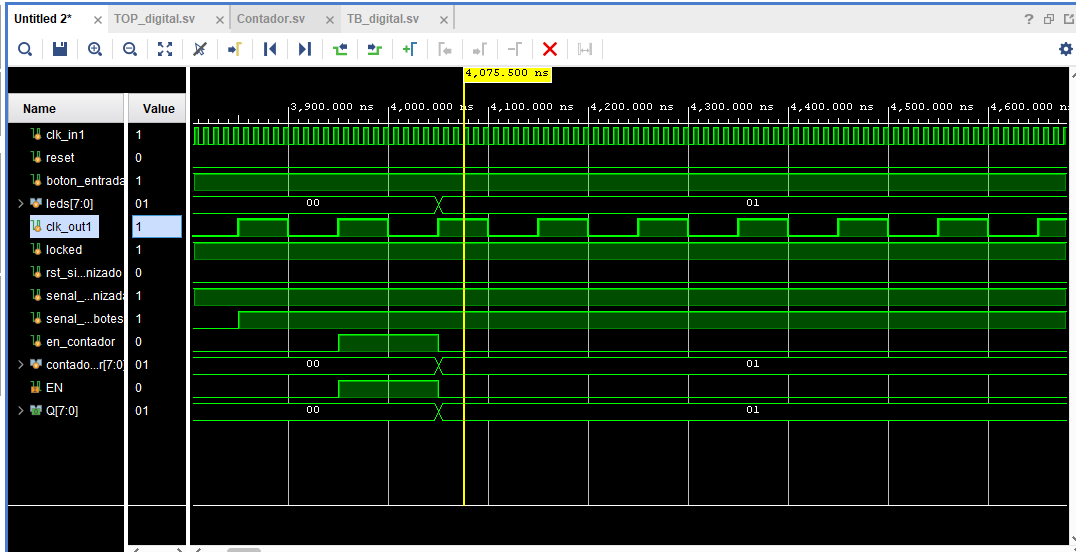 Untitled 2* × TOP_digital.sv × Contador.sv × TB_digital.sv ×
4,075.500 ns
Name Value
3,900.000 ns 4,000.000 ns 4,100.000 ns 4,200.000 ns 4,300.000 ns 4,400.000 ns 4,500.000 ns 4,600.000 ns
clk_in1 1
reset 0
boton_entrada 1
leds[7:0] 01 00 01
clk_out1 1
locked 1
rst_si...nizado 0
senal_...nizada 1
senal_...botes 1
en_contador 0
contado...r[7:0] 01 00 01
EN 0
Q[7:0] 01 00 01